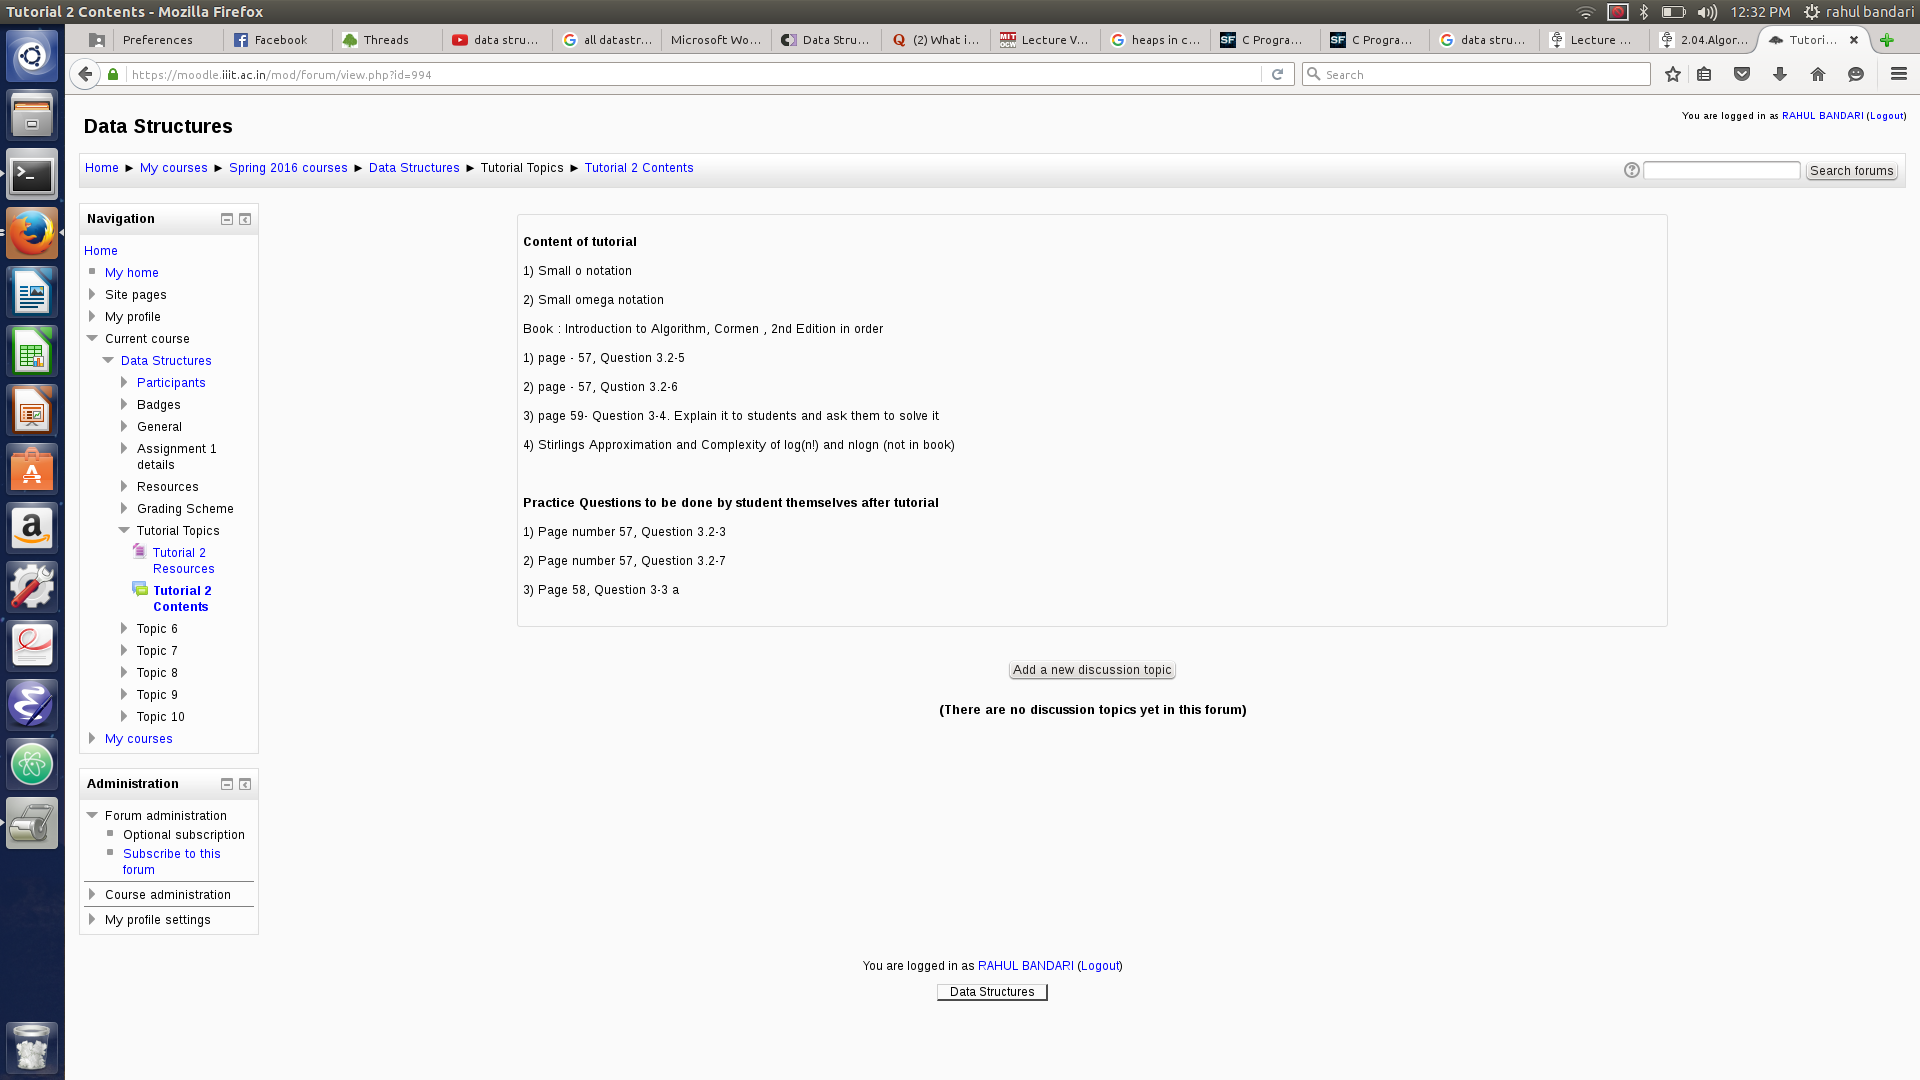 Tutorial 2 Contents - Mozilla Firefox
12:32 PM
rahul bandari
Preferences
Facebook
Threads
data stru...
all datastr...
Microsoft Wo...
Data Stru...
(2) What i...
Lecture V...
heaps in c...
C Progra...
C Progra...
data stru...
Lecture ...
2.04.Algor...
Tutori...
https://moodle.iiit.ac.in/mod/forum/view.php?id=994
Search
Data Structures
You are logged in as RAHUL BANDARI (Logout)
Home ► My courses ► Spring 2016 courses ► Data Structures ► Tutorial Topics ► Tutorial 2 Contents
Search forums
Navigation
Home
My home
Site pages
My profile
Current course
Data Structures
Participants
Badges
General
Assignment 1
details
Resources
Grading Scheme
Tutorial Topics
Tutorial 2
Resources
Tutorial 2
Contents
Topic 6
Topic 7
Topic 8
Topic 9
Topic 10
My courses
Administration
Forum administration
Optional subscription
Subscribe to this
forum
Course administration
My profile settings
Content of tutorial
1) Small o notation
2) Small omega notation
Book : Introduction to Algorithm, Cormen , 2nd Edition in order
1) page - 57, Question 3.2-5
2) page - 57, Qustion 3.2-6
3) page 59- Question 3-4. Explain it to students and ask them to solve it
4) Stirlings Approximation and Complexity of log(n!) and nlogn (not in book)
Practice Questions to be done by student themselves after tutorial
1) Page number 57, Question 3.2-3
2) Page number 57, Question 3.2-7
3) Page 58, Question 3-3 a
Add a new discussion topic
(There are no discussion topics yet in this forum)
You are logged in as RAHUL BANDARI (Logout)
Data Structures